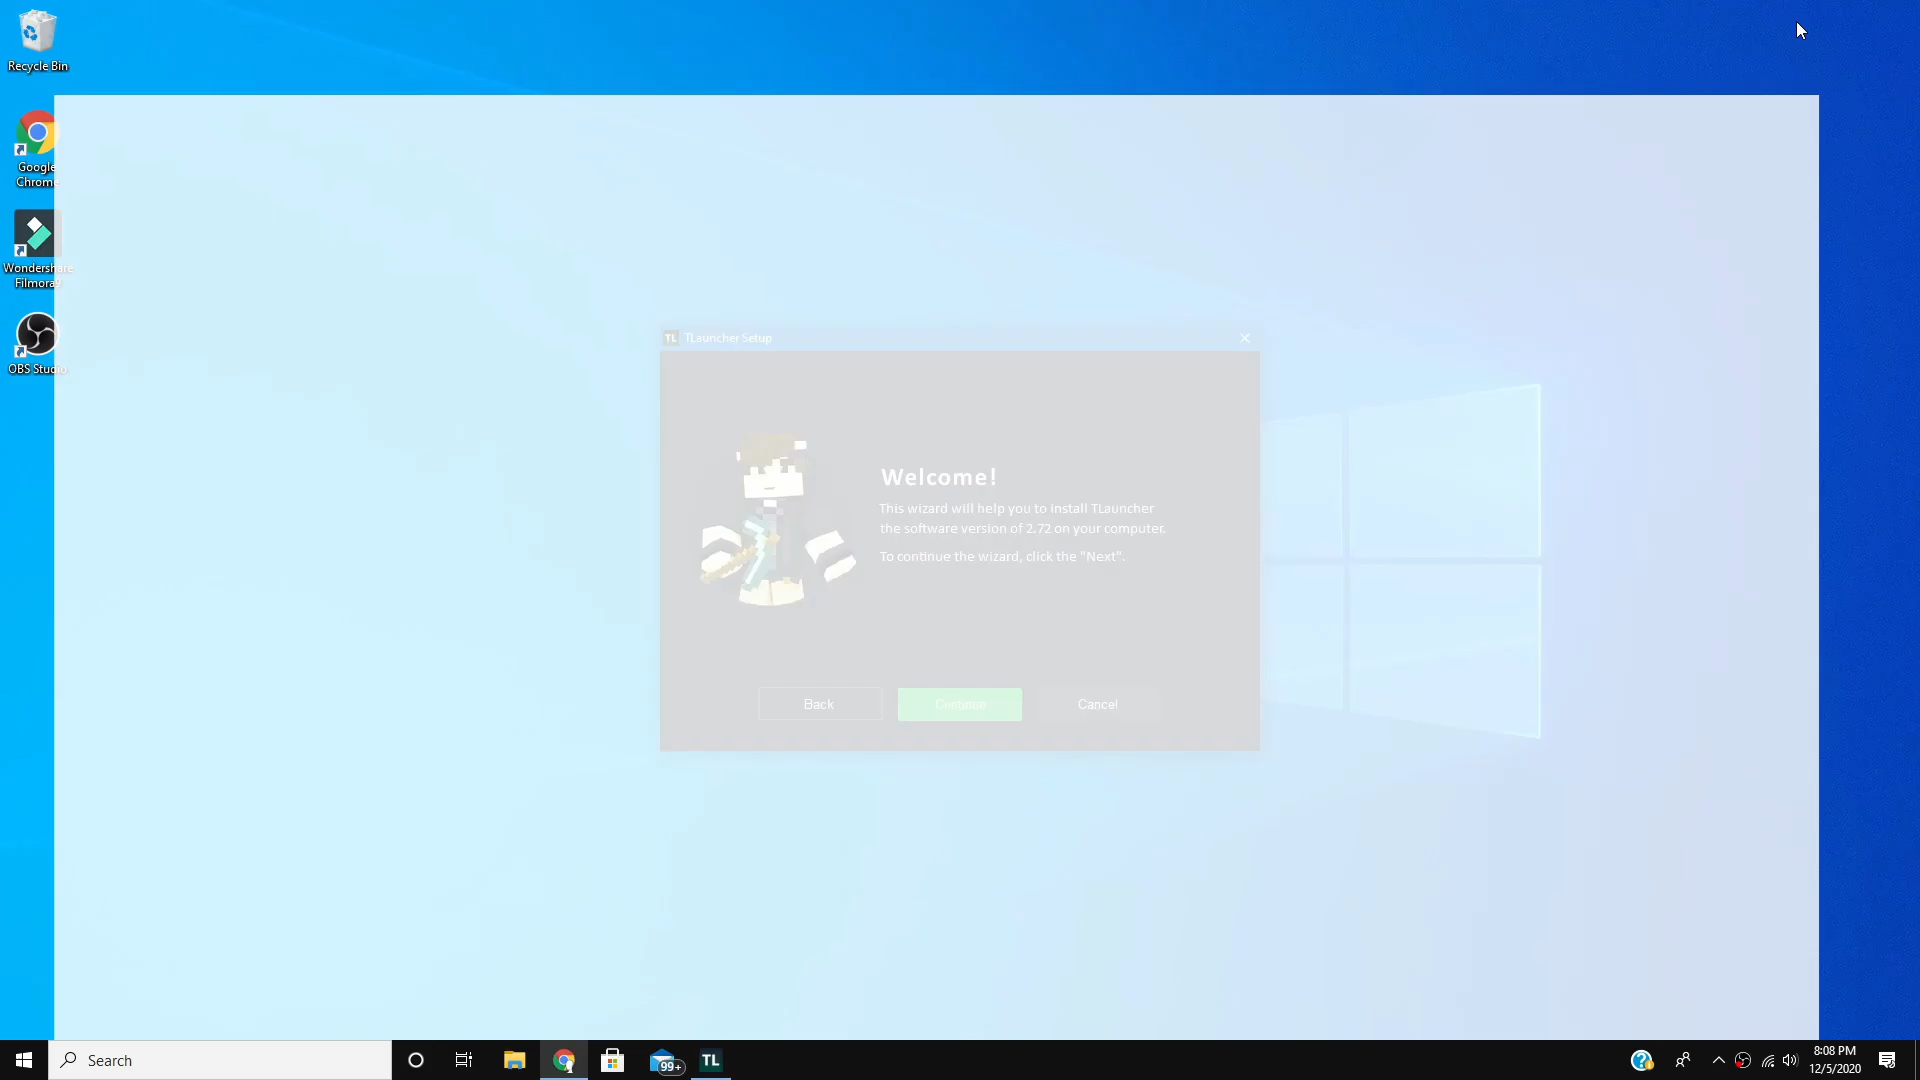 Recycle Bin
Google
Chrome
Wondershare
Filmora9
OBS Studio
TL TLauncher Setup
Welcome!
This wizard will help you to install TLauncher
the software version of 2.72 on your computer.
To continue the wizard, click the "Next".
Back
Continue
Cancel
Search
99+
TL
8:08 PM
12/5/2020